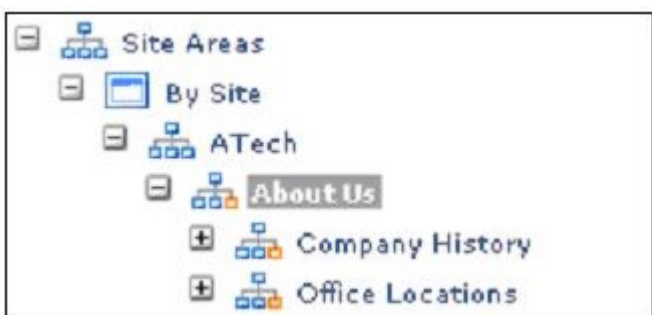 Site Areas
By Site
ATech
About Us
Company History
Office Locations